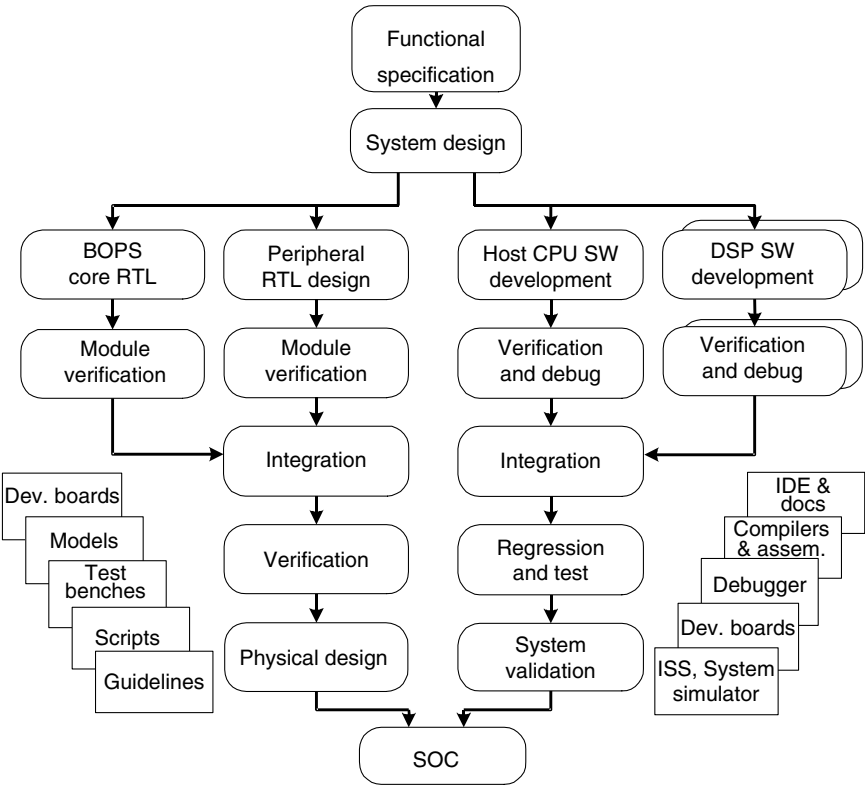 Functional
specification
System design
BOPS
core RTL
Peripheral
RTL design
Host CPU SW
development
DSP SW
development
Module
verification
Module
verification
Verification
and debug
Verification
and debug
Integration
Integration
Dev. boards
Models
Test
benches
Scripts
Guidelines
Verification
Regression
and test
Physical design
System
validation
IDE &
docs
Compilers
& assem.
Debugger
Dev. boards
ISS, System
simulator
SOC